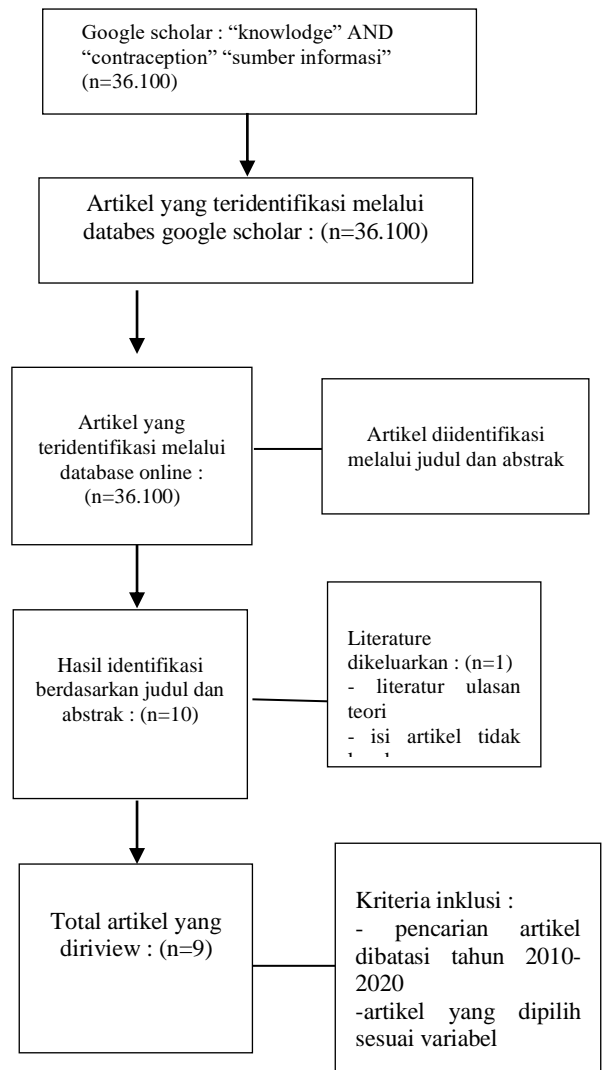 Google scholar : “knowlodge” AND
“contraception” “sumber informasi”
(n=36.100)
Artikel yang teridentifikasi melalui
databes google scholar : (n=36.100)
Artikel yang
teridentifikasi melalui
database online :
(n=36.100)
Artikel diidentifikasi
melalui judul dan abstrak
Hasil identifikasi
berdasarkan judul dan
abstrak : (n=10)
Literature
dikeluarkan : (n=1)
- literatur ulasan
teori
- isi artikel tidak
Total artikel yang
diriview : (n=9)
Kriteria inklusi :
- pencarian artikel
dibatasi tahun 2010-
2020
-artikel yang dipilih
sesuai variabel